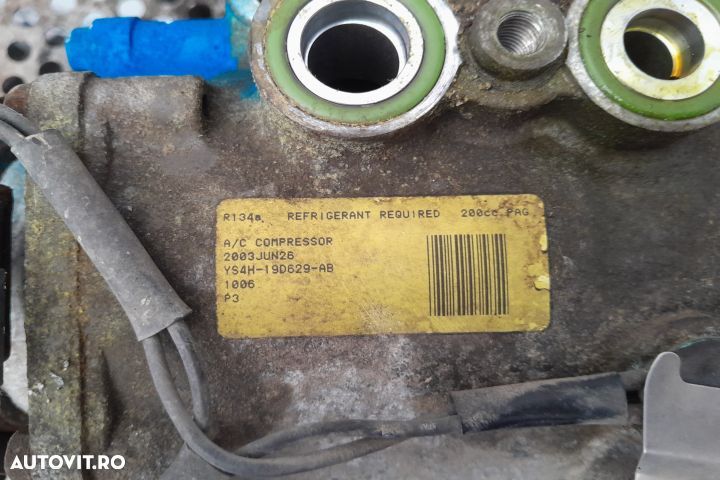 R134a, REFRIGERANT REQUIRED 200cc PAG
A/C COMPRESSOR
2003JUN26
YS4H-19D629-AB
1006
P3
AUTOVIT.RO